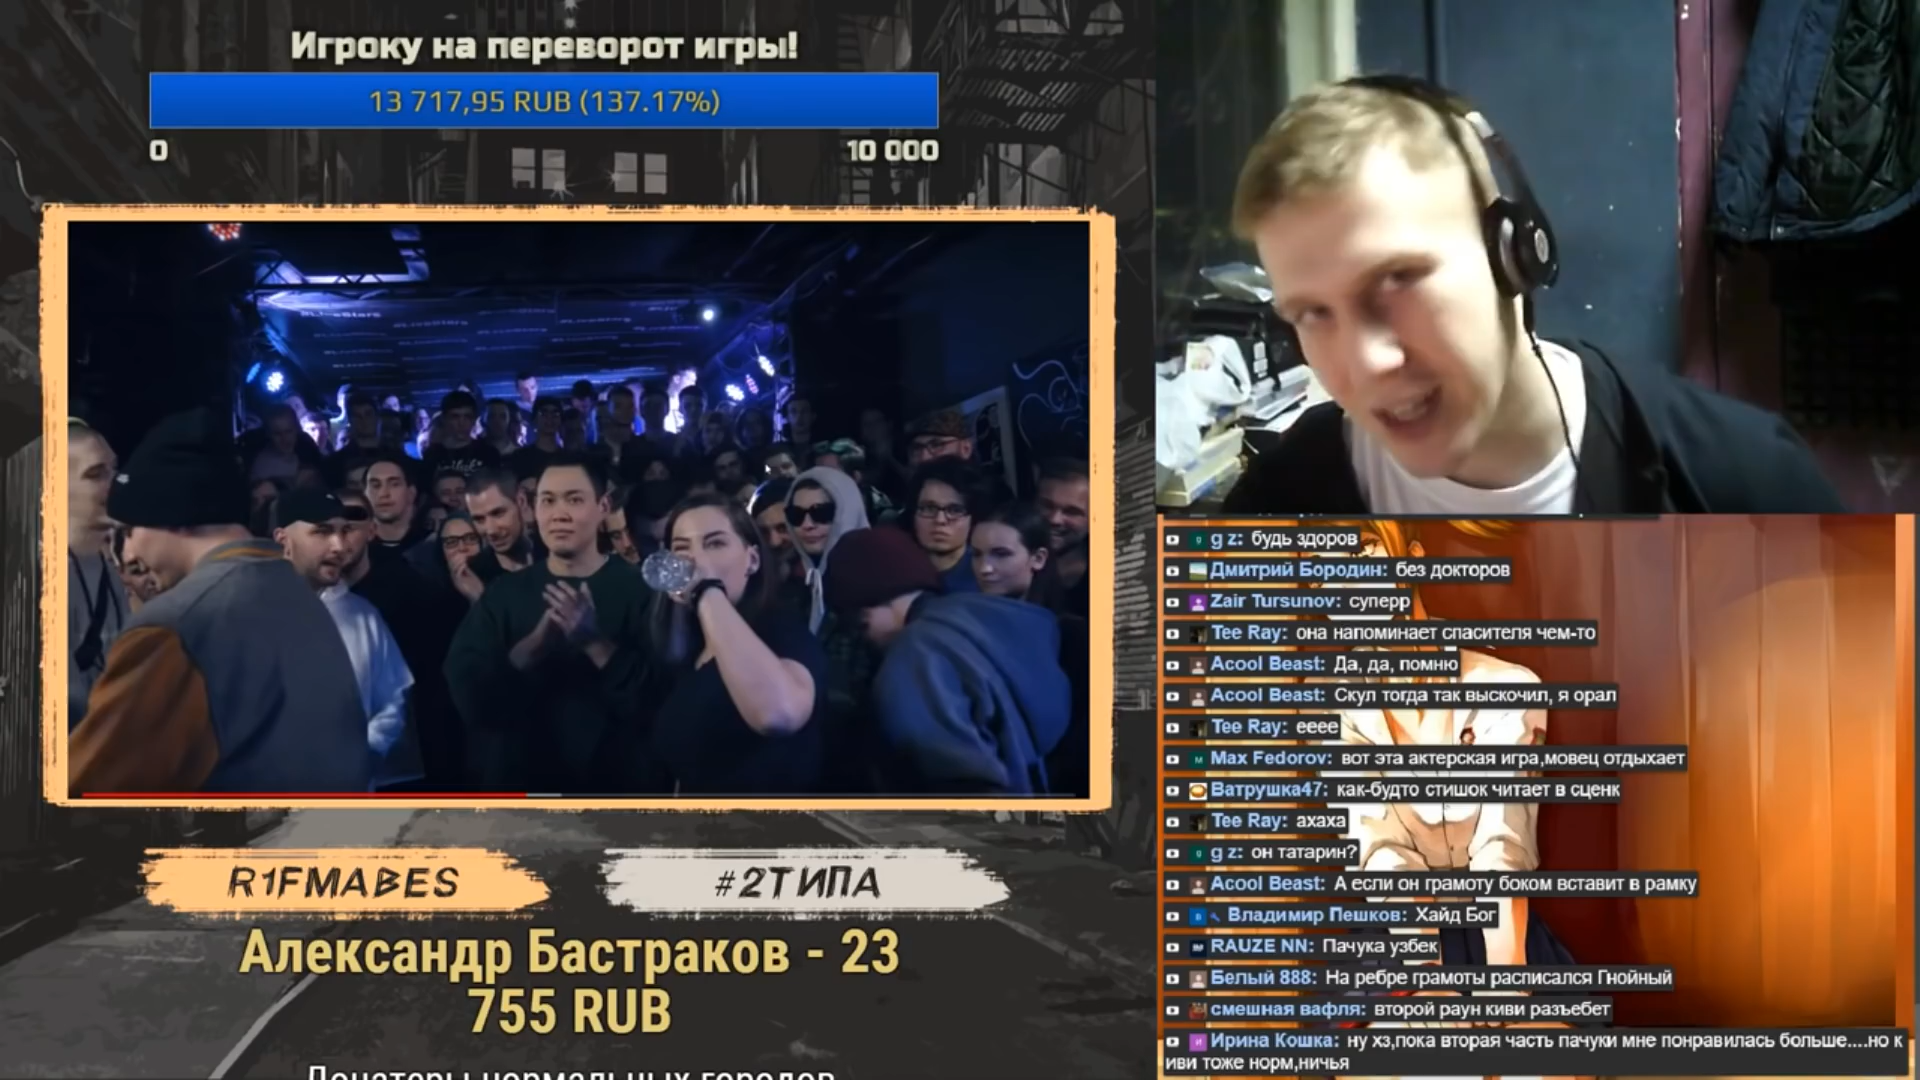 Игроку на переворот игры!
13 717,95 RUB (137.17%)
0
10 000
R1FMABES
#2ТИПА
Александр Бастраков - 23
755 RUB
Донатеры нормальных городов
g z: будь здоров
Дмитрий Бородин: без докторов
Zair Tursunov: суперр
Tee Ray: она напоминает спасителя чем-то
Acool Beast: Да, да, помню
Acool Beast: Скул тогда так выскочил, я орал
Tee Ray: ееее
Max Fedorov: вот эта актерская игра,мовец отдыхает
Ватрушка47: как-будто стишок читает в сценк
Tee Ray: ахаха
g z: он татарин?
Acool Beast: А если он грамоту боком вставит в рамку
Владимир Пешков: Хайд Бог
RAUZE NN: Пачука узбек
Белый 888: На ребре грамоты расписался Гнойный
смешная вафля: второй раун киви разъебет
Ирина Кошка: ну хз,пока вторая часть пачуки мне понравилась больше....но к
иви тоже норм,ничья